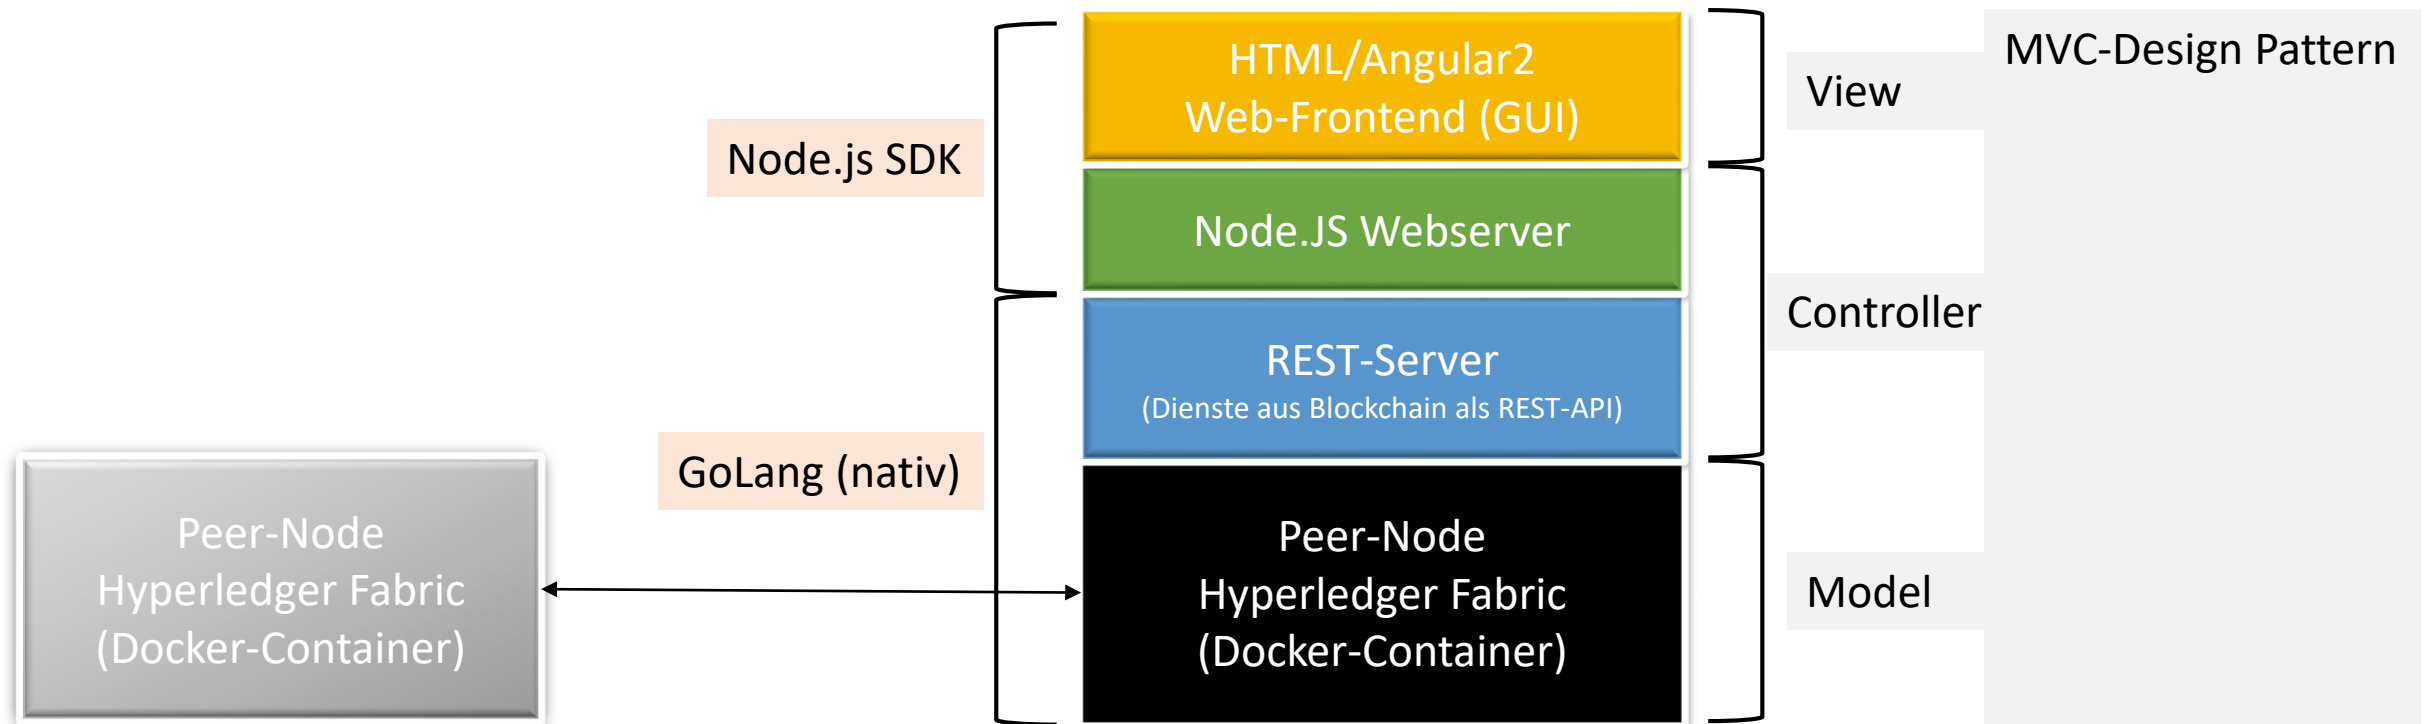 MVC-Design Pattern
HTML/Angular2
Web-Frontend (GUI)
View
Node.js SDK
Node.JS Webserver
Controller
REST-Server
(Dienste aus Blockchain als REST-API)
GoLang (nativ)
Peer-Node
Hyperledger Fabric
(Docker-Container)
Peer-Node
Hyperledger Fabric
(Docker-Container)
Model